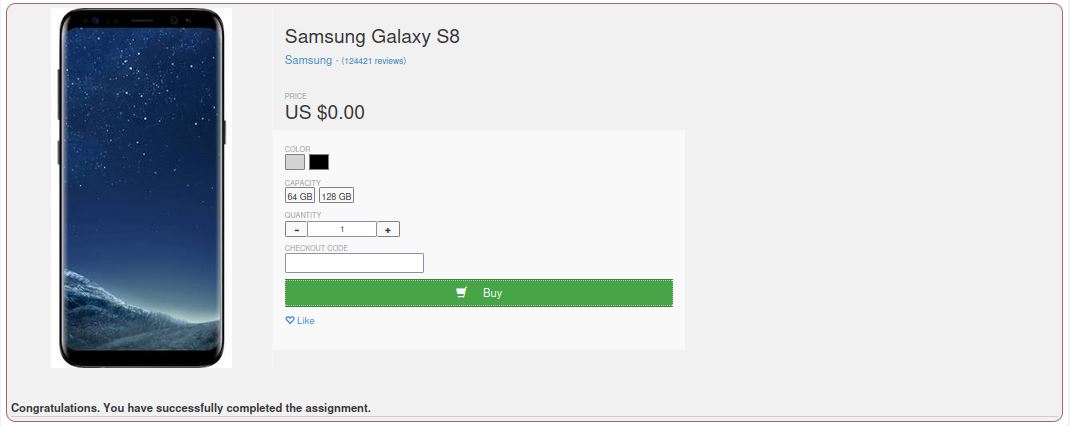 Samsung Galaxy S8
Samsung · (124421 reviews)
PRICE
US $0.00
COLOR
CAPACITY
64 GB 128 GB
QUANTITY
- 1 +
CHECKOUT CODE
Buy
Like
Congratulations. You have successfully completed the assignment.